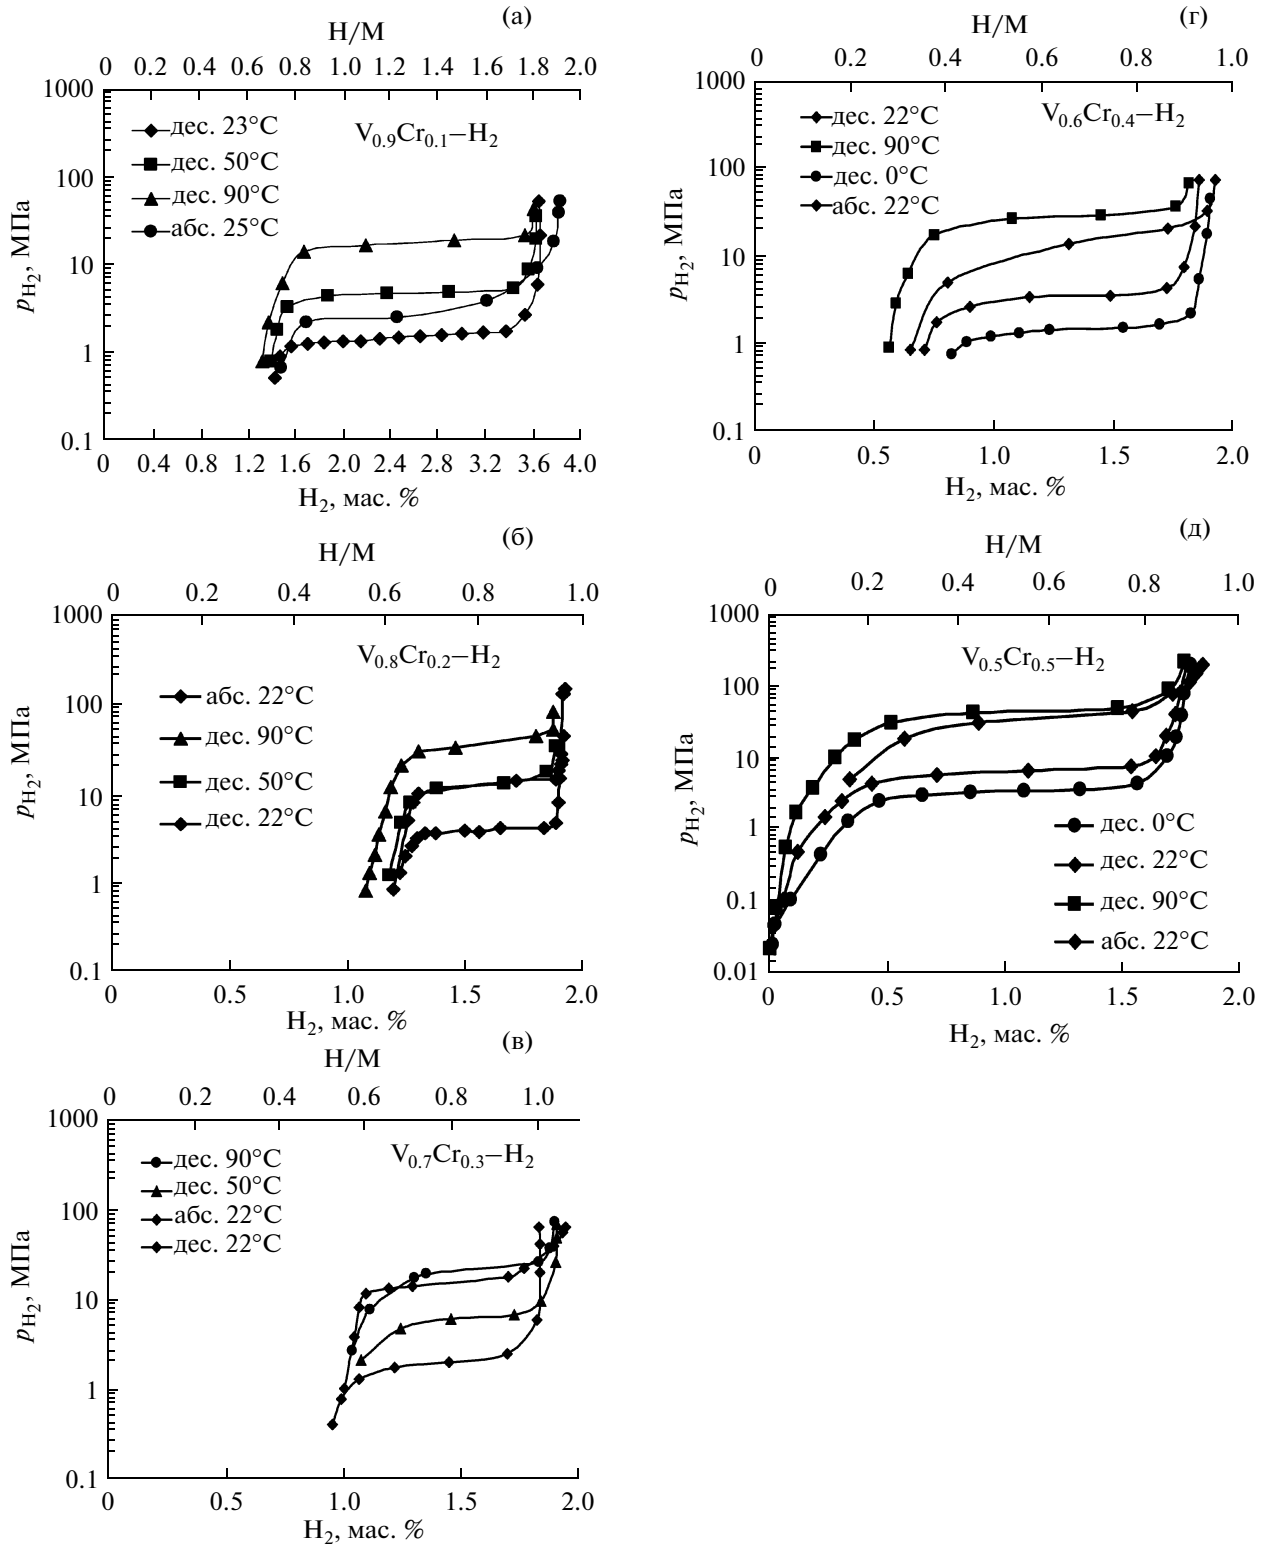 (а)
H/M
0 0.2 0.4 0.6 0.8 1.0 1.2 1.4 1.6 1.8 2.0
1000
100
10
1
0.1
p_H₂, МПа
дес. 23°C
дес. 50°C
дес. 90°C
абс. 25°C
V₀.₉Cr₀.₁–H₂
0 0.4 0.8 1.2 1.6 2.0 2.4 2.8 3.2 3.6 4.0
H₂, мас. %
(б)
H/M
0 0.2 0.4 0.6 0.8 1.0
1000
100
10
1
0.1
p_H₂, МПа
V₀.₈Cr₀.₂–H₂
абс. 22°C
дес. 90°C
дес. 50°C
дес. 22°C
0 0.5 1.0 1.5 2.0
H₂, мас. %
(в)
H/M
0 0.2 0.4 0.6 0.8 1.0
1000
100
10
1
0.1
p_H₂, МПа
V₀.₇Cr₀.₃–H₂
дес. 90°C
дес. 50°C
абс. 22°C
дес. 22°C
0 0.5 1.0 1.5 2.0
H₂, мас. %
(г)
H/M
0 0.2 0.4 0.6 0.8 1.0
1000
100
10
1
0.1
p_H₂, МПа
дес. 22°C
дес. 90°C
дес. 0°C
абс. 22°C
V₀.₆Cr₀.₄–H₂
0 0.5 1.0 1.5 2.0
H₂, мас. %
(д)
H/M
0 0.2 0.4 0.6 0.8 1.0
1000
100
10
1
0.1
0.01
p_H₂, МПа
V₀.₅Cr₀.₅–H₂
дес. 0°C
дес. 22°C
дес. 90°C
абс. 22°C
0 0.5 1.0 1.5 2.0
H₂, мас. %